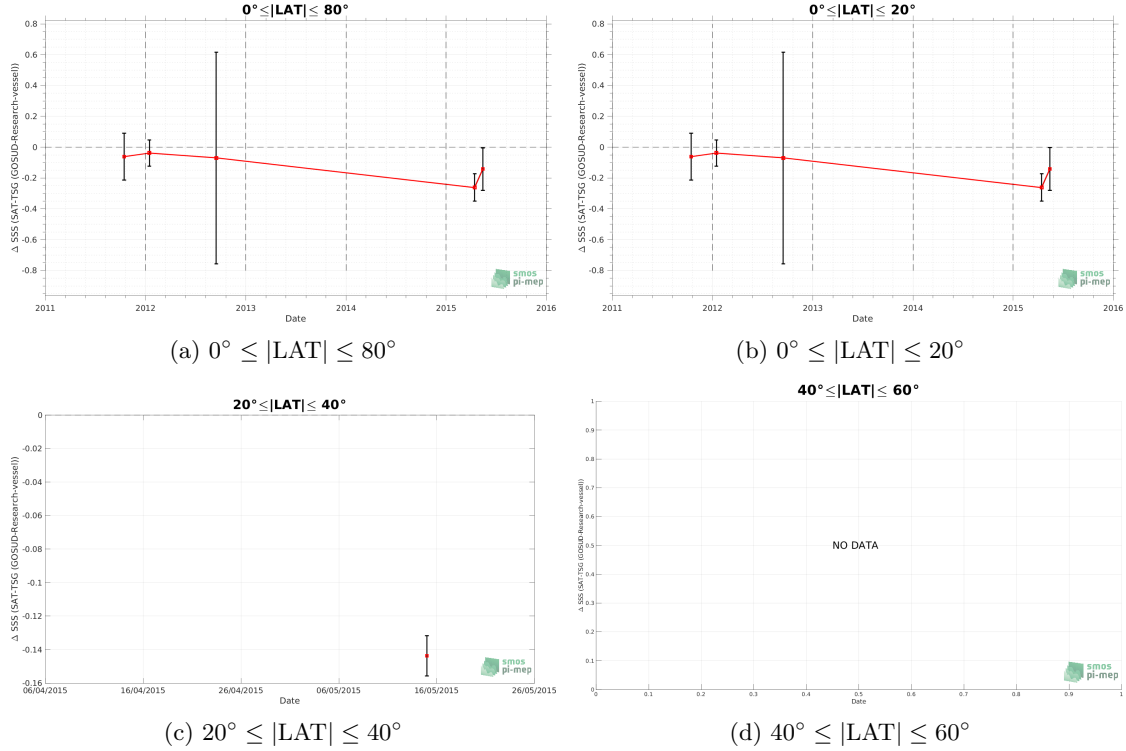 0°≤|LAT|≤ 80°
Δ SSS (SAT-TSG (GOSUD-Research-vessel))
0.8
0.6
0.4
0.2
0
-0.2
-0.4
-0.6
-0.8
smos
pi-mep
2011 2012 2013 2014 2015 2016
Date
(a) 0° ≤ |LAT| ≤ 80°
0°≤|LAT|≤ 20°
Δ SSS (SAT-TSG (GOSUD-Research-vessel))
0.8
0.6
0.4
0.2
0
-0.2
-0.4
-0.6
-0.8
smos
pi-mep
2011 2012 2013 2014 2015 2016
Date
(b) 0° ≤ |LAT| ≤ 20°
20°≤|LAT|≤ 40°
Δ SSS (SAT-TSG (GOSUD-Research-vessel))
0
-0.02
-0.04
-0.06
-0.08
-0.1
-0.12
-0.14
-0.16
smos
pi-mep
06/04/2015 16/04/2015 26/04/2015 06/05/2015 16/05/2015 26/05/2015
Date
(c) 20° ≤ |LAT| ≤ 40°
40°≤|LAT|≤ 60°
Δ SSS (SAT-TSG (GOSUD-Research-vessel))
1
0.9
0.8
0.7
0.6
0.5
0.4
0.3
0.2
0.1
0
NO DATA
smos
pi-mep
0 0.1 0.2 0.3 0.4 0.5 0.6 0.7 0.8 0.9 1
Date
(d) 40° ≤ |LAT| ≤ 60°